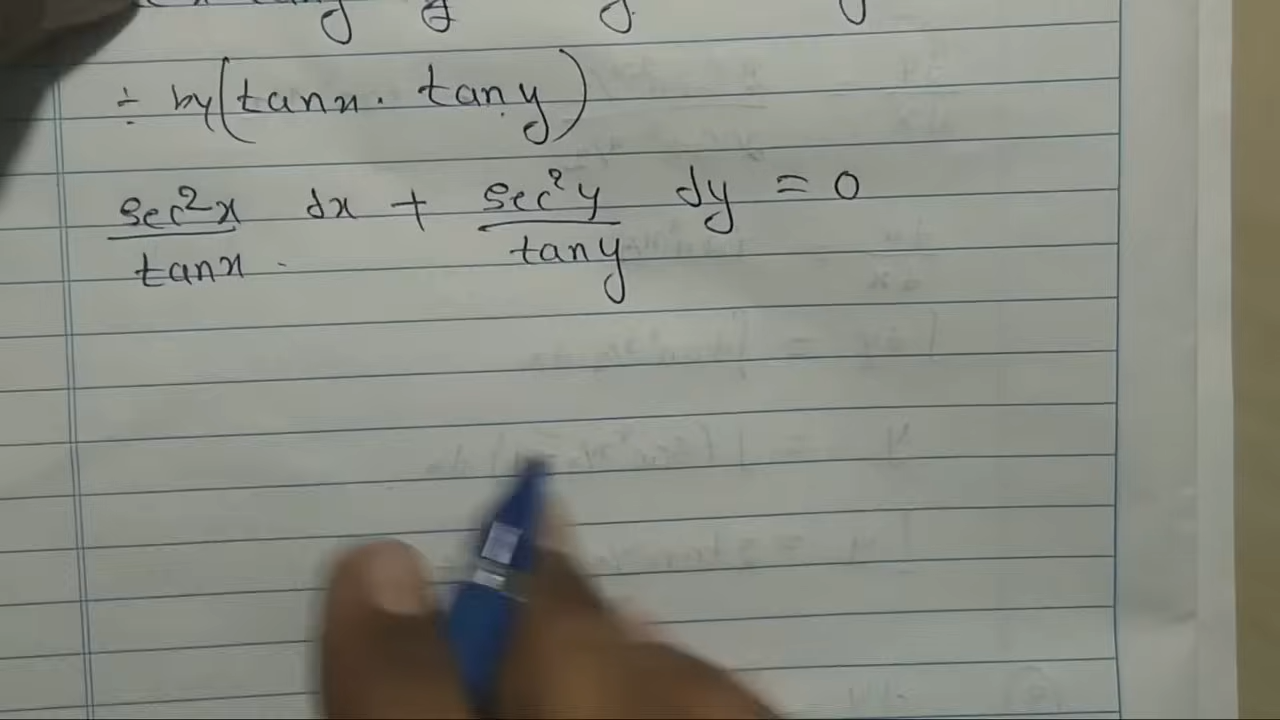 ÷ by (tanx . tany)
sec²x/tanx dx + sec²y/tany dy = 0